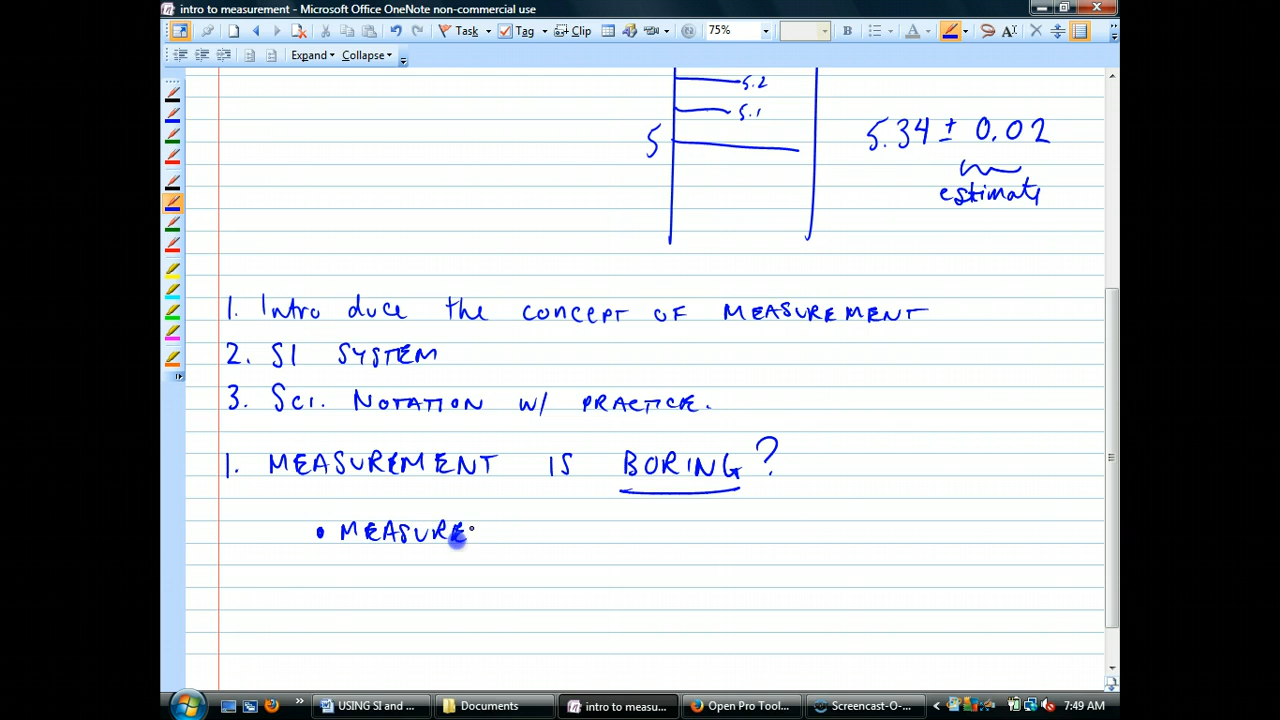 intro to measurement - Microsoft Office OneNote non-commercial use
Task Tag Clip 75% B A A
Expand Collapse
5.2
5.1
5
5.34 ± 0.02
estimate
1. Introduce the concept of MEASUREMENT
2. SI SYSTEM
3. SCI. NOTATION W/ PRACTICE.
1. MEASUREMENT IS BORING?
• MEASURE
USING SI and ... Documents intro to measu... Open Pro Tool... Screencast-O-... 7:49 AM